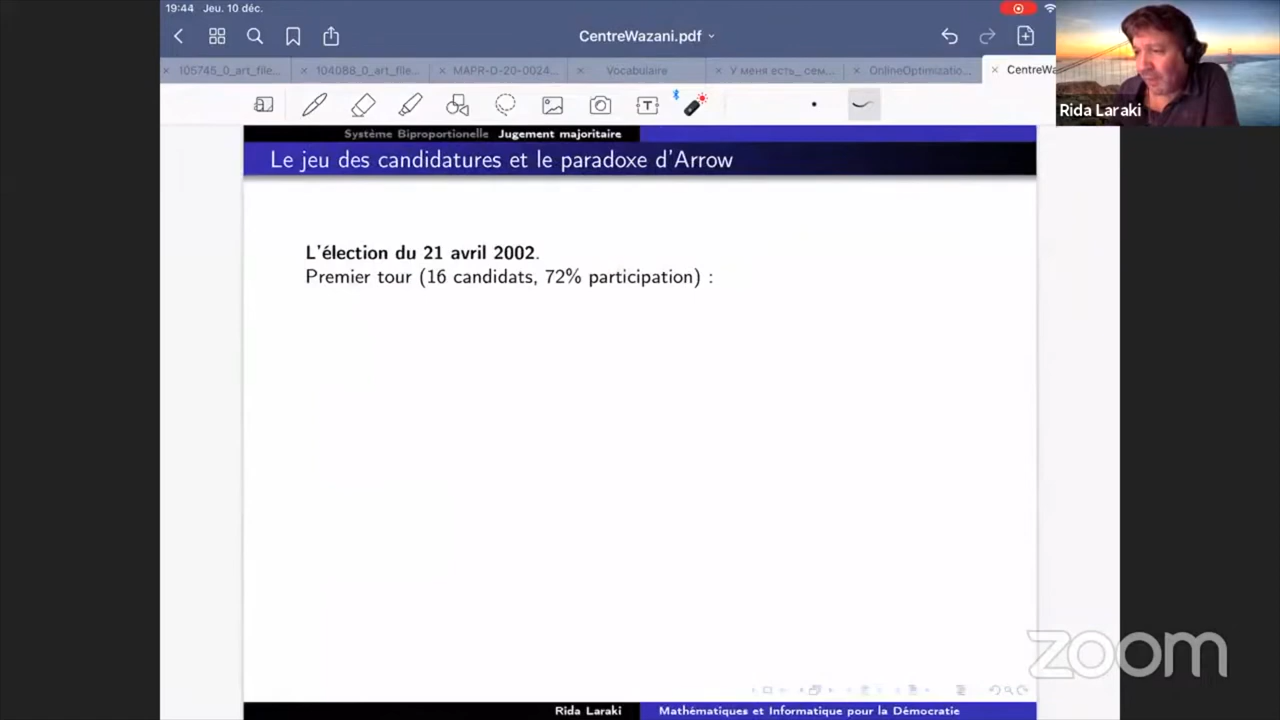 19:44 Jeu. 10 déc.
CentreWazani.pdf
105745_0_art_file...
104088_0_art_file...
MAPR-D-20-0024...
Vocabulaire
У меня есть_ сем...
OnlineOptimizatio...
CentreWa
T
Rida Laraki
Système Biproportionelle Jugement majoritaire
Le jeu des candidatures et le paradoxe d'Arrow
L'élection du 21 avril 2002.
Premier tour (16 candidats, 72% participation) :
zoom
Rida Laraki Mathématiques et Informatique pour la Démocratie